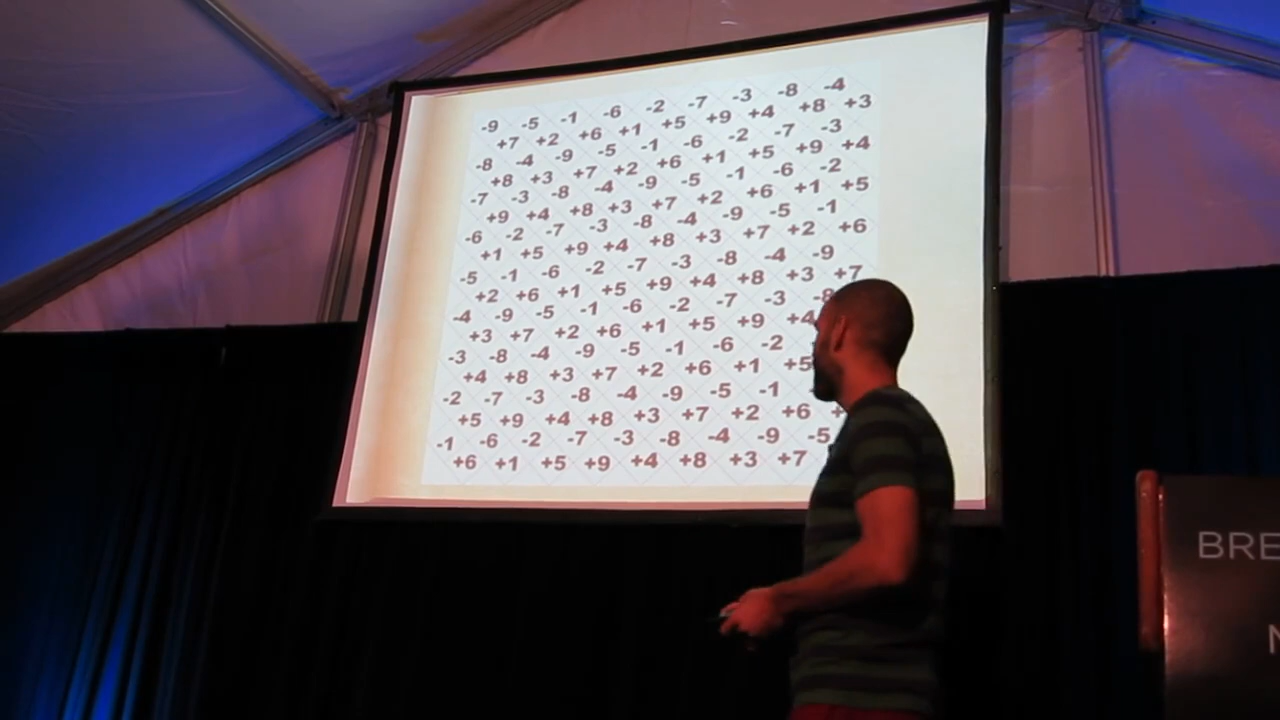 -9 -5 -1 -6 -2 -7 -3 -8 -4
+7 +2 +6 +1 +5 +9 +4 +8 +3
-8 -4 -9 -5 -1 -6 -2 -7 -3
+8 +3 +7 +2 +6 +1 +5 +9 +4
-7 -3 -8 -4 -9 -5 -1 -6 -2
+9 +4 +8 +3 +7 +2 +6 +1 +5
-6 -2 -7 -3 -8 -4 -9 -5 -1
+1 +5 +9 +4 +8 +3 +7 +2 +6
-5 -1 -6 -2 -7 -3 -8 -4 -9
+2 +6 +1 +5 +9 +4 +8 +3 +7
-4 -9 -5 -1 -6 -2 -7 -3 -8
+3 +7 +2 +6 +1 +5 +9 +4
-3 -8 -4 -9 -5 -1 -6 -2
+4 +8 +3 +7 +2 +6 +1 +5
-2 -7 -3 -8 -4 -9 -5 -1
+5 +9 +4 +8 +3 +7 +2 +6
-1 -6 -2 -7 -3 -8 -4 -9 -5
+6 +1 +5 +9 +4 +8 +3 +7
BRE